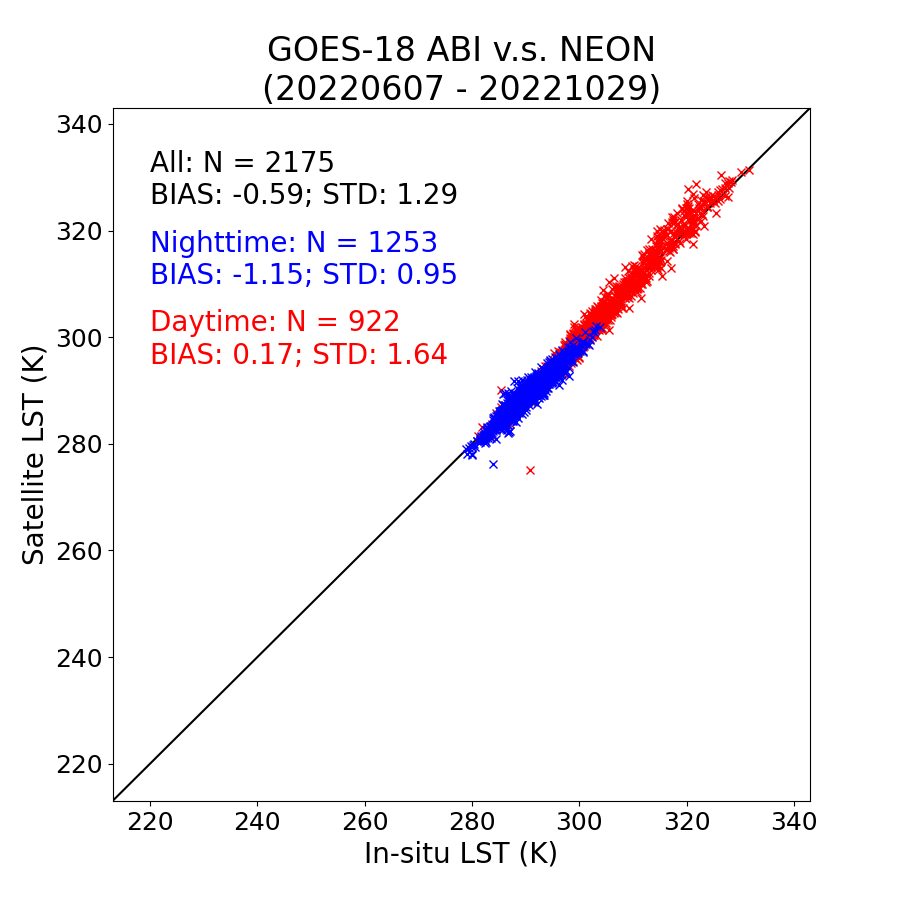 GOES-18 ABI v.s. NEON
(20220607 - 20221029)
All: N = 2175
BIAS: -0.59; STD: 1.29
Nighttime: N = 1253
BIAS: -1.15; STD: 0.95
Daytime: N = 922
BIAS: 0.17; STD: 1.64
Satellite LST (K)
340
320
300
280
260
240
220
220 240 260 280 300 320 340
In-situ LST (K)